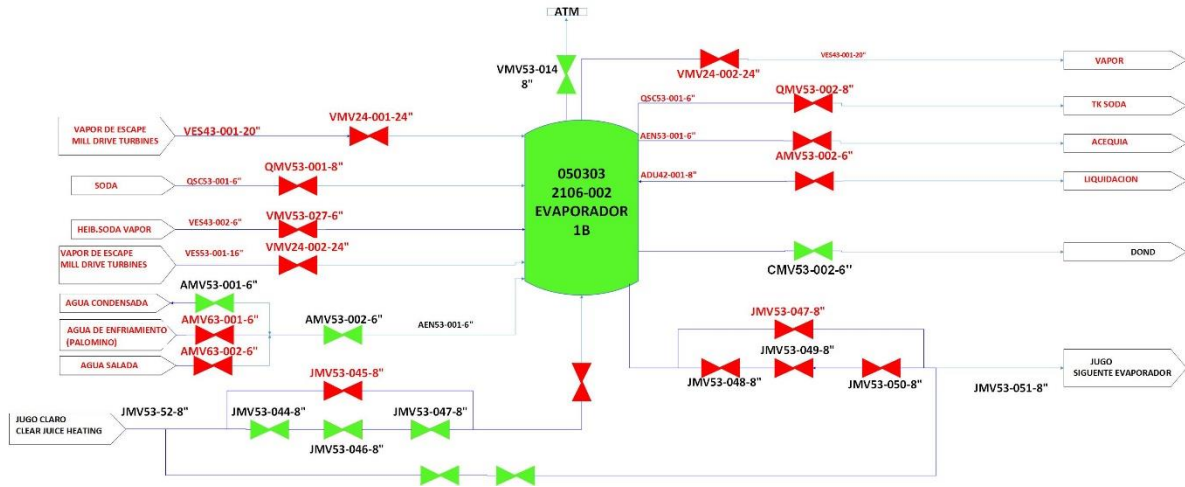 ATM
VMV53-014
8"
VMV24-002-24"
VES43-001-20"
VAPOR
QSC53-001-6"
QMV53-002-8"
TK SODA
AEN53-001-6"
AMV53-002-6"
ACEQUIA
ADU42-001-8"
LIQUIDACION
CMV53-002-6"
DOND
VAPOR DE ESCAPE
MILL DRIVE TURBINES
VES43-001-20"
VMV24-001-24"
SODA
QSC53-001-6"
QMV53-001-8"
HEIB.SODA VAPOR
VES43-002-6"
VMV53-027-6"
VAPOR DE ESCAPE
MILL DRIVE TURBINES
VES53-001-16"
VMV24-002-24"
050303
2106-002
EVAPORADOR
1B
AGUA CONDENSADA
AMV53-001-6"
AGUA DE ENFRIAMIENTO
(PALOMINO)
AMV63-001-6"
AMV53-002-6"
AEN53-001-6"
AGUA SALADA
AMV63-002-6"
JUGO CLARO
CLEAR JUICE HEATING
JMV53-52-8"
JMV53-045-8"
JMV53-044-8"
JMV53-046-8"
JMV53-047-8"
JMV53-047-8"
JMV53-048-8"
JMV53-049-8"
JMV53-050-8"
JMV53-051-8"
JUGO
SIGUENTE EVAPORADOR